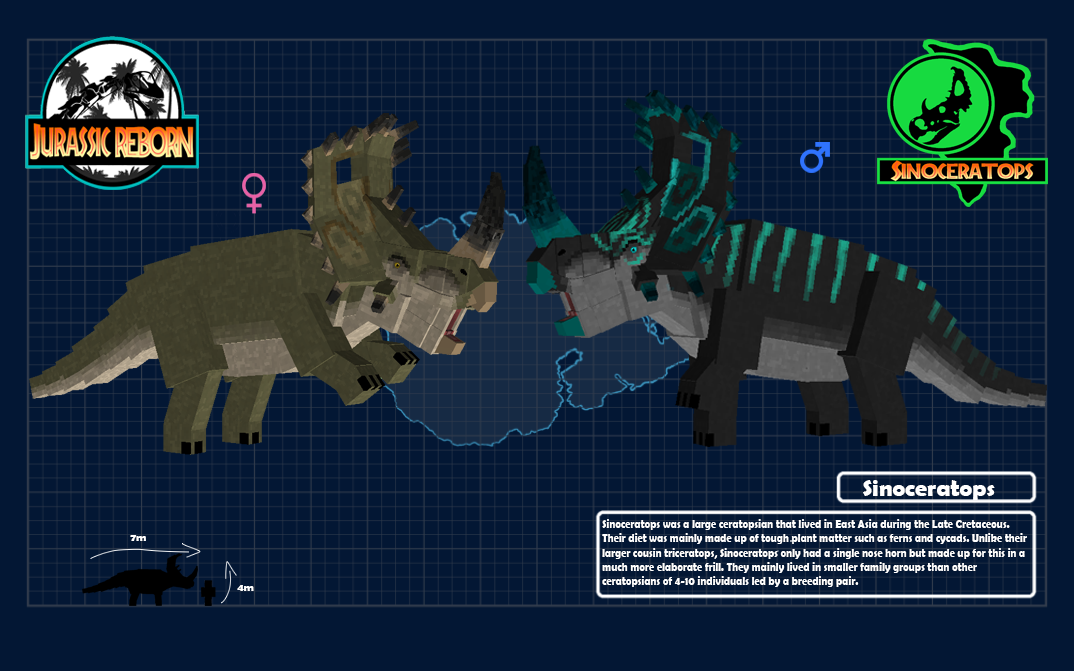 JURASSIC REBORN
SINOCERATOPS
Sinoceratops
Sinoceratops was a large ceratopsian that lived in East Asia during the Late Cretaceous.
Their diet was mainly made up of tough.plant matter such as ferns and cycads. Unlibe their
larger cousin triceratops, Sinoceratops only had a single nose horn but made up for this in a
much more elaborate frill. They mainly lived in smaller family groups than other
ceratopsians of 4-10 individuals led by a breeding pair.
7m
4m